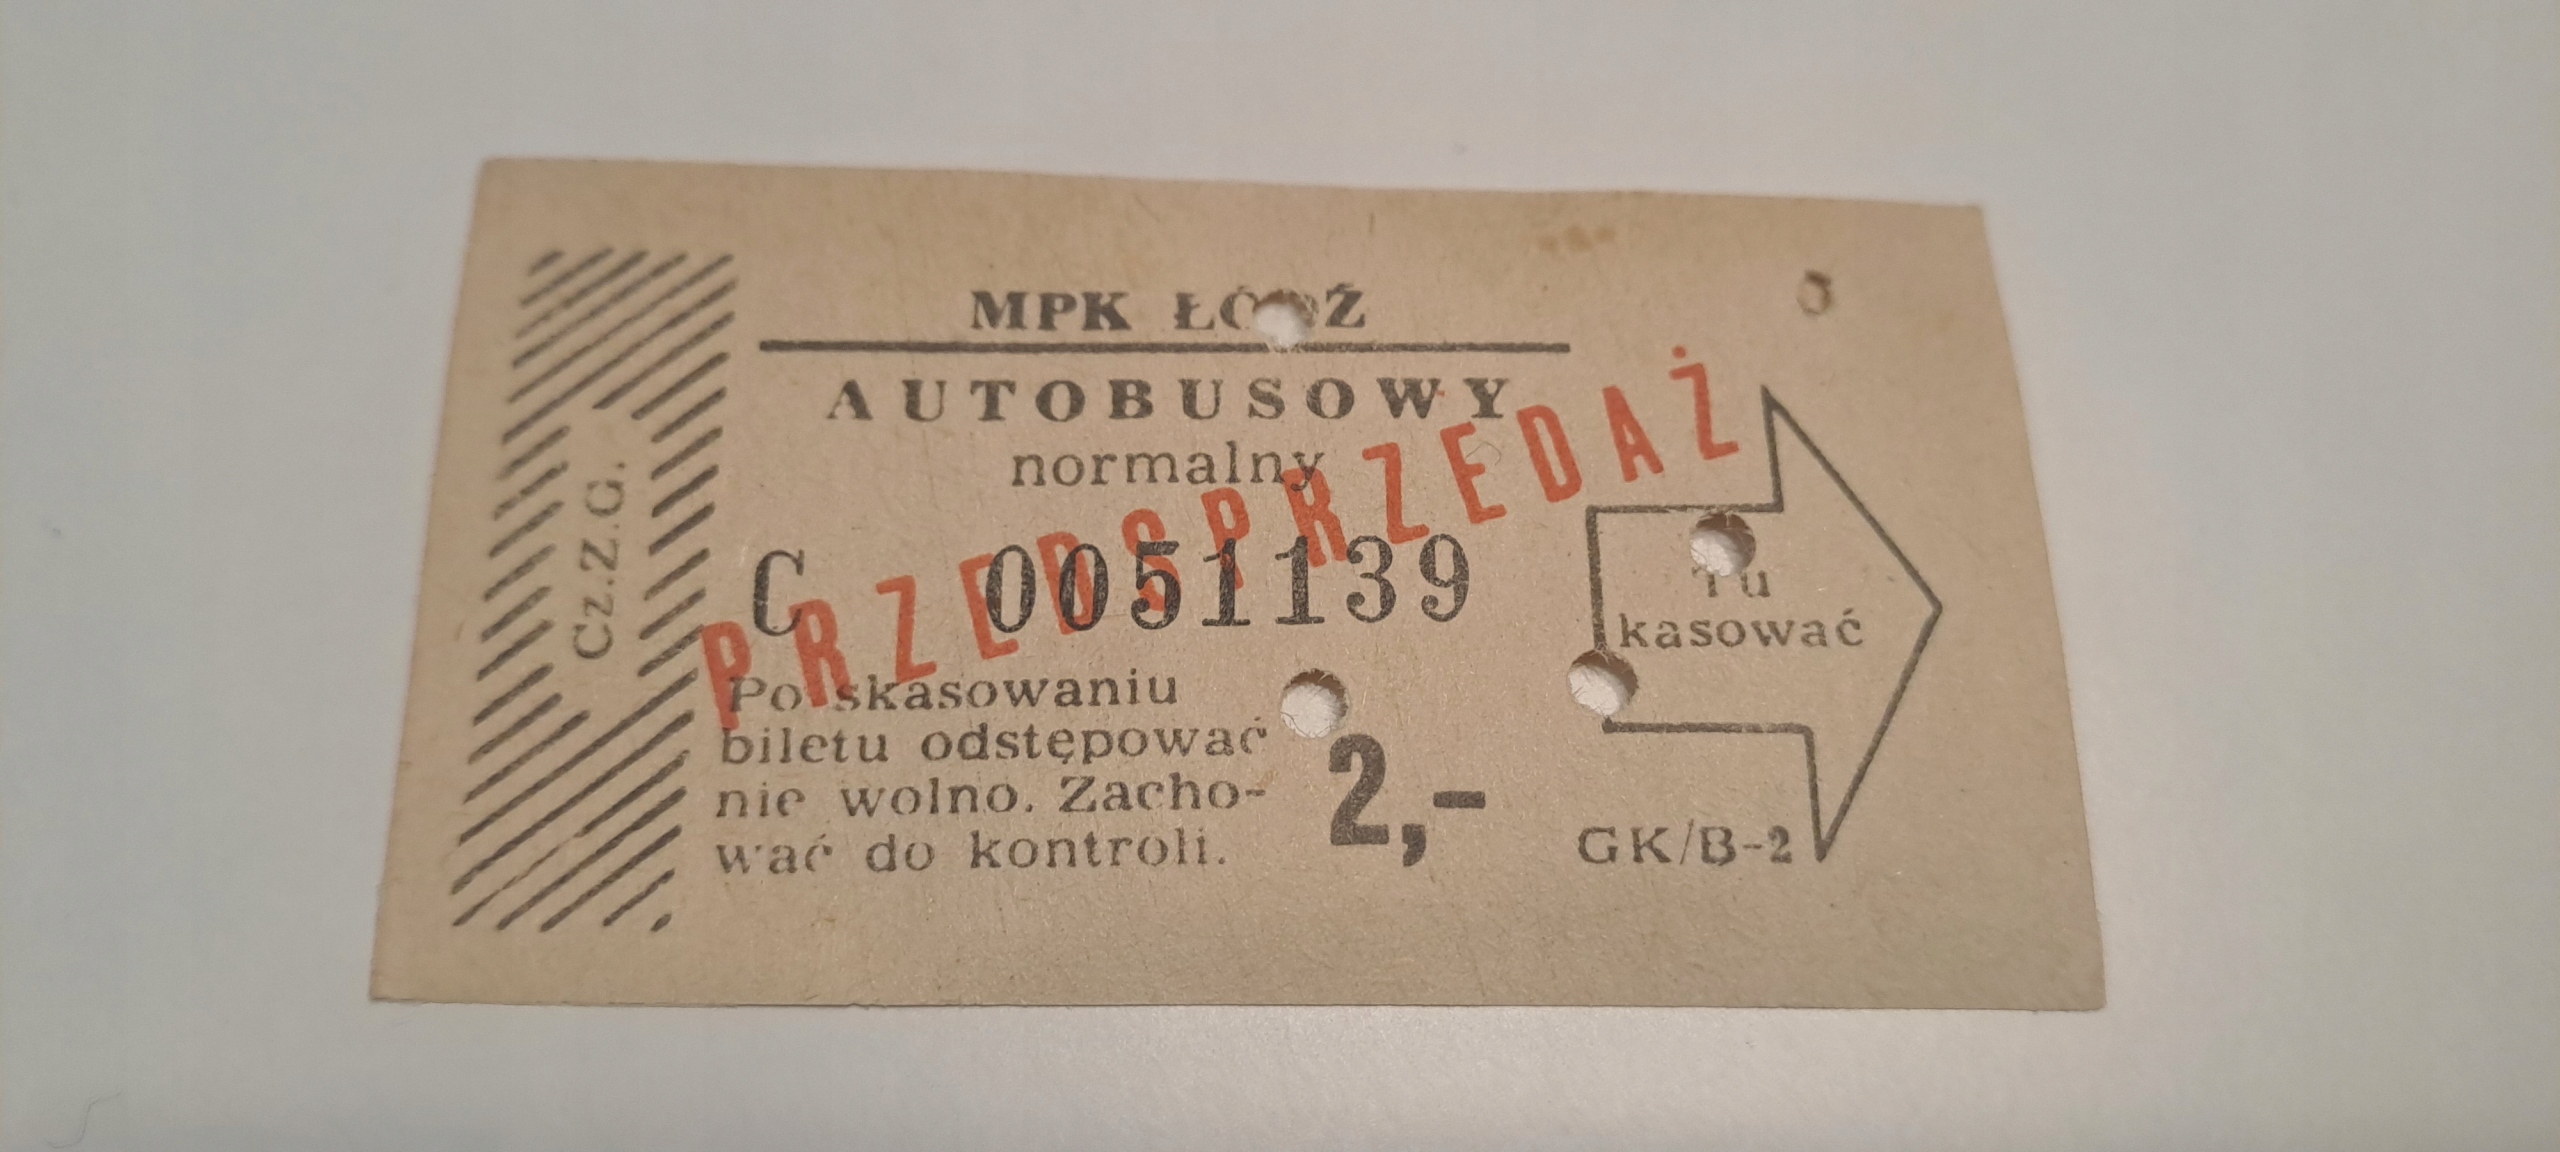 MPK ŁÓDŹ
AUTOBUSOWY
normalny
PRZEDSPRZEDAŻ
C 0051139
Cz.Z.G.
Po skasowaniu
biletu odstępować
nie wolno. Zacho-
wać do kontroli.
2,-
Tu
kasować
GK/B-2